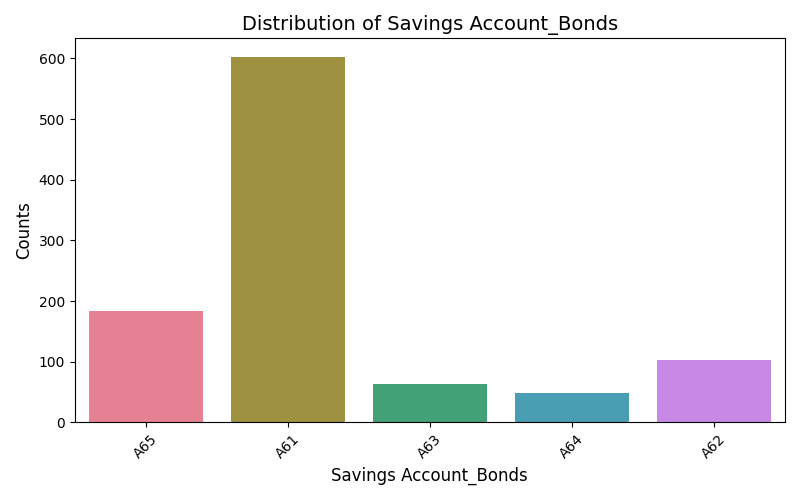 Distribution of Savings Account_Bonds
600
500
400
300
200
100
0
Counts
A65 A61 A63 A64 A62
Savings Account_Bonds